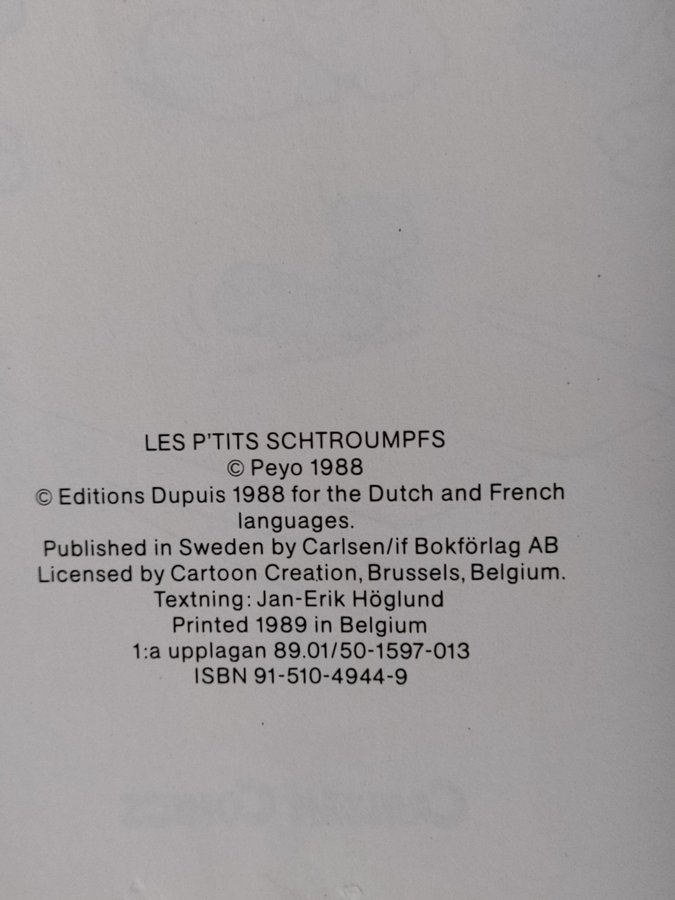 LES P'TITS SCHTROUMPFS
© Peyo 1988
© Editions Dupuis 1988 for the Dutch and French
languages.
Published in Sweden by Carlsen/if Bokförlag AB
Licensed by Cartoon Creation, Brussels, Belgium.
Textning: Jan-Erik Höglund
Printed 1989 in Belgium
1:a upplagan 89.01/50-1597-013
ISBN 91-510-4944-9